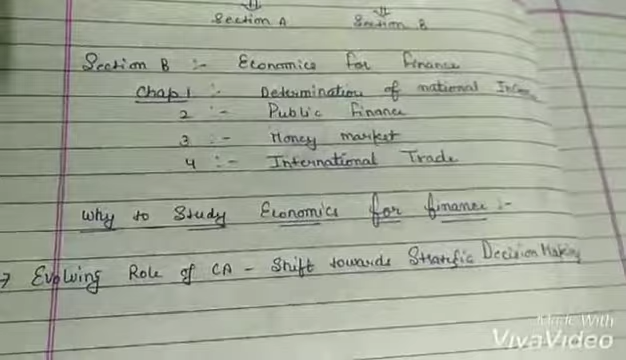 Section A Section B
Section B :- Economics for Finance
Chap 1 :- Determination of national Income
2 :- Public Finance
3 :- Money market
4 :- International Trade
Why to Study Economics for finance :-
→ Evolving Role of CA - Shift towards Decision Making
Made With
VivaVideo